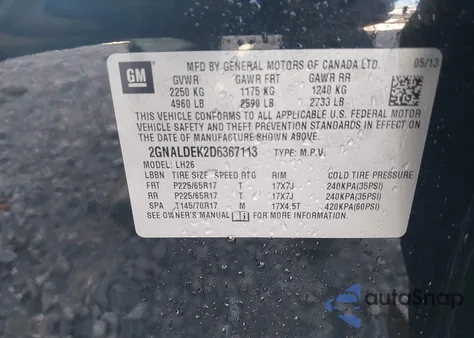 GM
MFD BY GENERAL MOTORS OF CANADA LTD. 05/13
GVWR GAWR FRT GAWR RR
2250 KG 1175 KG 1240 KG
4960 LB 2590 LB 2733 LB
THIS VEHICLE CONFORMS TO ALL APPLICABLE U.S. FEDERAL MOTOR
VEHICLE SAFETY, BUMPER, AND THEFT PREVENTION STANDARDS IN EFFECT ON
THE DATE OF MANUFACTURE SHOWN ABOVE.
2GNALDEK2D6367113 TYPE: M.P.V.
LBBN LH26
TIRE SIZE SPEED RTG RIM COLD TIRE PRESSURE
FRT P225/65R17 T 17X7J 240KPA(35PSI)
RR P225/65R17 T 17X7J 240KPA(35PSI)
SPA T145/70R17 M 17X4.5T 420KPA(60PSI)
SEE OWNER'S MANUAL FOR MORE INFORMATION.
autoSnap